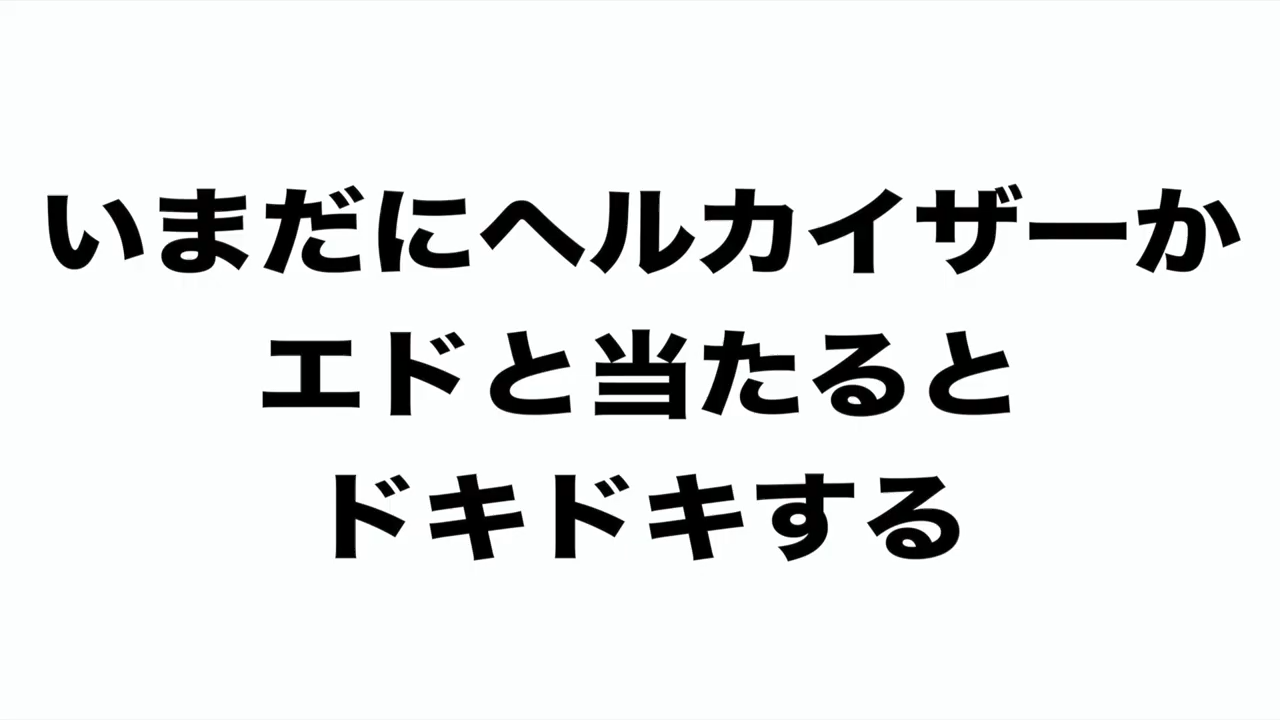 いまだにヘルカイザーか
エドと当たると
ドキドキする